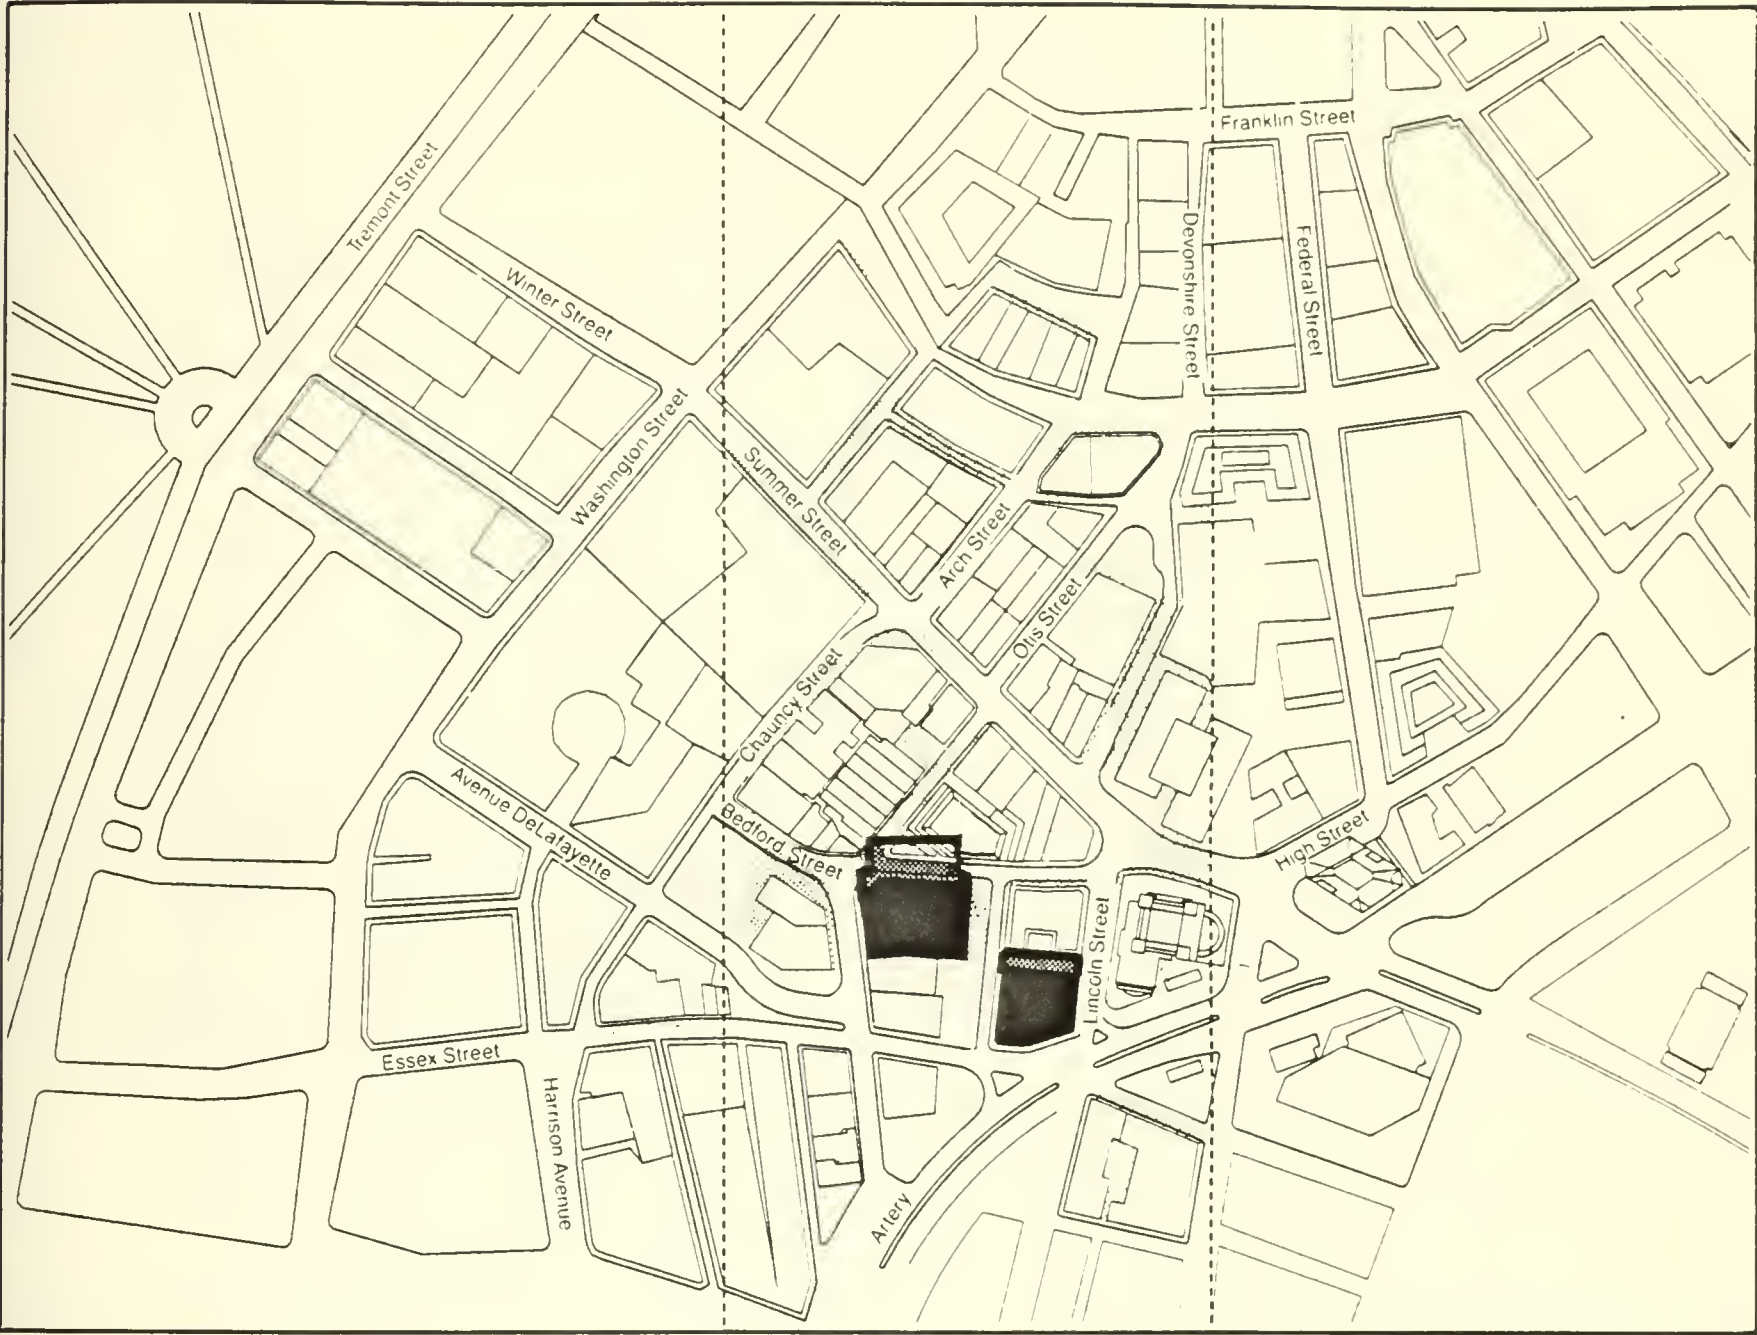 Franklin Street
Tremont Street
Winter Street
Devonshire Street
Federal Street
Washington Street
Summer Street
Arch Street
Otis Street
Chauncy Street
Avenue DeLafayette
Bedford Street
High Street
Lincoln Street
Essex Street
Harrison Avenue
Artery